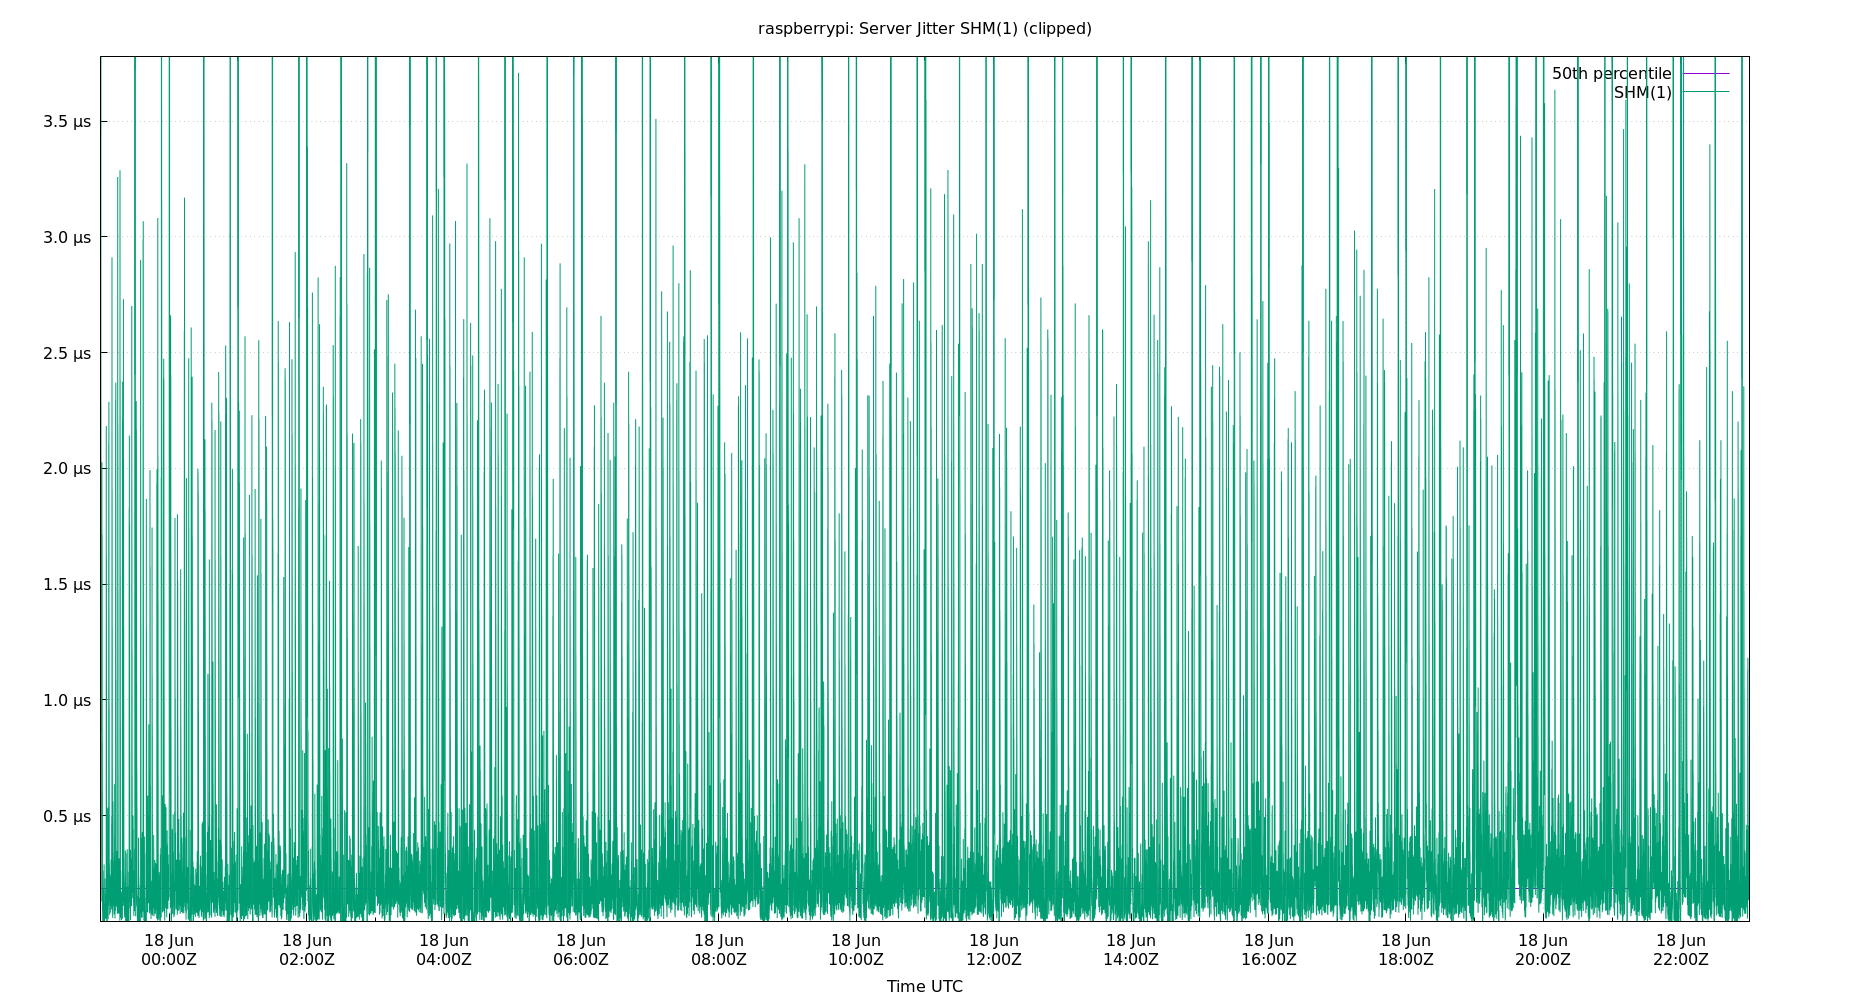 raspberrypi: Server Jitter SHM(1) (clipped)
50th percentile
SHM(1)
3.5 µs
3.0 µs
2.5 µs
2.0 µs
1.5 µs
1.0 µs
0.5 µs
18 Jun 18 Jun 18 Jun 18 Jun 18 Jun 18 Jun 18 Jun 18 Jun 18 Jun 18 Jun 18 Jun 18 Jun
00:00Z 02:00Z 04:00Z 06:00Z 08:00Z 10:00Z 12:00Z 14:00Z 16:00Z 18:00Z 20:00Z 22:00Z
Time UTC